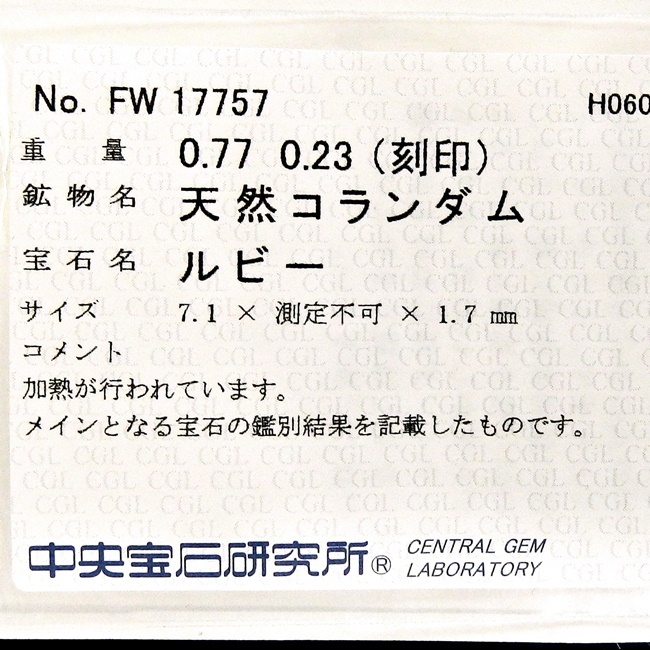 No. FW 17757 H060
重 量 0.77 0.23 (刻印)
鉱物名 天然コランダム
宝石名 ルビー
サイズ 7.1 × 測定不可 × 1.7 mm
コメント
加熱が行われています。
メインとなる宝石の鑑別結果を記載したものです。
中央宝石研究所® CENTRAL GEM
LABORATORY